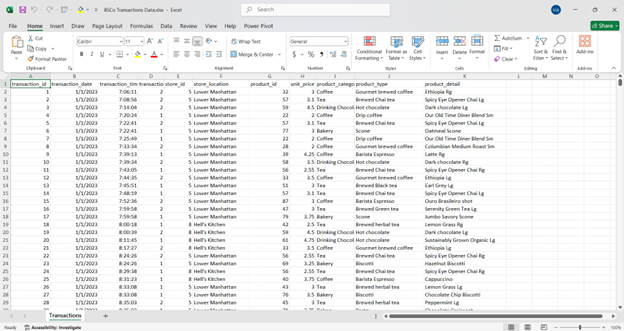 BSCo Transactions Data.xlsx - Excel
Search
MA
File Home Insert Draw Page Layout Formulas Data Review View Help Power Pivot
Share
Paste
Cut
Copy
Format Painter
Clipboard
Calibri 11
B I U
Font
Wrap Text
Merge & Center
Alignment
General
Number
Conditional Formatting
Format as Table
Cell Styles
Styles
Insert Delete Format
Cells
AutoSum
Fill
Clear
Sort & Filter
Find & Select
Editing
Add-ins
Add-ins
A B C D E F G H I J K L M N O
1 transaction_id transaction_date transaction_tim transaction store_id store_location product_id unit_price product_catego product_type product_detail
2 1 1/1/2023 7:06:11 2 5 Lower Manhattan 32 3 Coffee Gourmet brewed coffee Ethiopia Rg
3 2 1/1/2023 7:08:56 2 5 Lower Manhattan 57 3.1 Tea Brewed Chai tea Spicy Eye Opener Chai Lg
4 3 1/1/2023 7:14:04 2 5 Lower Manhattan 59 4.5 Drinking Chocol Hot chocolate Dark chocolate Lg
5 4 1/1/2023 7:20:24 1 5 Lower Manhattan 22 2 Coffee Drip coffee Our Old Time Diner Blend Sm
6 5 1/1/2023 7:22:41 2 5 Lower Manhattan 57 3.1 Tea Brewed Chai tea Spicy Eye Opener Chai Lg
7 6 1/1/2023 7:22:41 1 5 Lower Manhattan 77 3 Bakery Scone Oatmeal Scone
8 7 1/1/2023 7:25:49 1 5 Lower Manhattan 22 2 Coffee Drip coffee Our Old Time Diner Blend Sm
9 8 1/1/2023 7:33:34 2 5 Lower Manhattan 28 2 Coffee Gourmet brewed coffee Columbian Medium Roast Sm
10 9 1/1/2023 7:39:13 1 5 Lower Manhattan 39 4.25 Coffee Barista Espresso Latte Rg
11 10 1/1/2023 7:39:34 2 5 Lower Manhattan 58 3.5 Drinking Chocol Hot chocolate Dark chocolate Rg
12 11 1/1/2023 7:43:05 1 5 Lower Manhattan 56 2.55 Tea Brewed Chai tea Spicy Eye Opener Chai Rg
13 12 1/1/2023 7:44:35 2 5 Lower Manhattan 33 3.5 Coffee Gourmet brewed coffee Ethiopia Lg
14 13 1/1/2023 7:45:51 1 5 Lower Manhattan 51 3 Tea Brewed Black tea Earl Grey Lg
15 14 1/1/2023 7:48:19 1 5 Lower Manhattan 57 3.1 Tea Brewed Chai tea Spicy Eye Opener Chai Lg
16 15 1/1/2023 7:52:36 2 5 Lower Manhattan 87 3 Coffee Barista Espresso Ouro Brasileiro shot
17 16 1/1/2023 7:59:58 2 5 Lower Manhattan 47 3 Tea Brewed Green tea Serenity Green Tea Lg
18 17 1/1/2023 7:59:58 1 5 Lower Manhattan 79 3.75 Bakery Scone Jumbo Savory Scone
19 18 1/1/2023 8:00:18 1 8 Hell's Kitchen 42 2.5 Tea Brewed herbal tea Lemon Grass Rg
20 19 1/1/2023 8:00:39 2 8 Hell's Kitchen 59 4.5 Drinking Chocol Hot chocolate Dark chocolate Lg
21 20 1/1/2023 8:11:45 1 8 Hell's Kitchen 61 4.75 Drinking Chocol Hot chocolate Sustainably Grown Organic Lg
22 21 1/1/2023 8:17:27 2 8 Hell's Kitchen 33 3.5 Coffee Gourmet brewed coffee Ethiopia Lg
23 22 1/1/2023 8:24:26 2 5 Lower Manhattan 56 2.55 Tea Brewed Chai tea Spicy Eye Opener Chai Rg
24 23 1/1/2023 8:24:26 1 5 Lower Manhattan 69 3.25 Bakery Biscotti Hazelnut Biscotti
25 24 1/1/2023 8:29:38 1 5 Lower Manhattan 56 2.55 Tea Brewed Chai tea Spicy Eye Opener Chai Rg
26 25 1/1/2023 8:31:23 1 5 Lower Manhattan 40 3.75 Coffee Barista Espresso Cappuccino
27 26 1/1/2023 8:33:08 1 8 Hell's Kitchen 43 3 Tea Brewed herbal tea Lemon Grass Lg
28 27 1/1/2023 8:33:08 1 8 Hell's Kitchen 76 3.5 Bakery Biscotti Chocolate Chip Biscotti
29 28 1/1/2023 8:35:03 2 8 Hell's Kitchen 45 3 Tea Brewed herbal tea Peppermint Lg
Transactions
Ready Accessibility: Investigate 100%